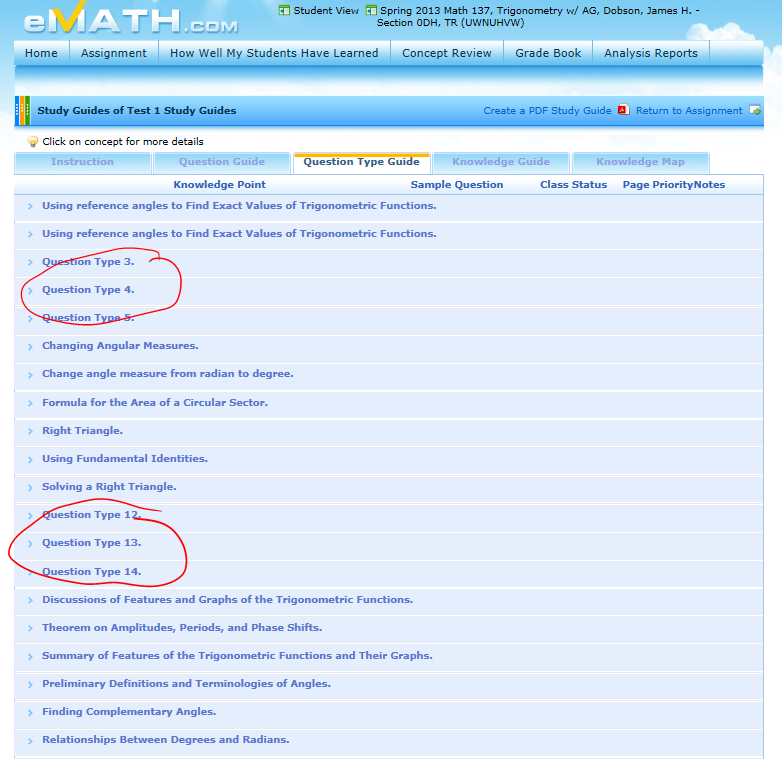 eMATH.COM
Student View Spring 2013 Math 137, Trigonometry w/ AG, Dobson, James H. -
Section 0DH, TR (UWNUHVW)
Home Assignment How Well My Students Have Learned Concept Review Grade Book Analysis Reports
Study Guides of Test 1 Study Guides Create a PDF Study Guide Return to Assignment
Click on concept for more details
Instruction Question Guide Question Type Guide Knowledge Guide Knowledge Map
Knowledge Point Sample Question Class Status Page PriorityNotes
Using reference angles to Find Exact Values of Trigonometric Functions.
Using reference angles to Find Exact Values of Trigonometric Functions.
Question Type 3.
Question Type 4.
Question Type 5.
Changing Angular Measures.
Change angle measure from radian to degree.
Formula for the Area of a Circular Sector.
Right Triangle.
Using Fundamental Identities.
Solving a Right Triangle.
Question Type 12.
Question Type 13.
Question Type 14.
Discussions of Features and Graphs of the Trigonometric Functions.
Theorem on Amplitudes, Periods, and Phase Shifts.
Summary of Features of the Trigonometric Functions and Their Graphs.
Preliminary Definitions and Terminologies of Angles.
Finding Complementary Angles.
Relationships Between Degrees and Radians.